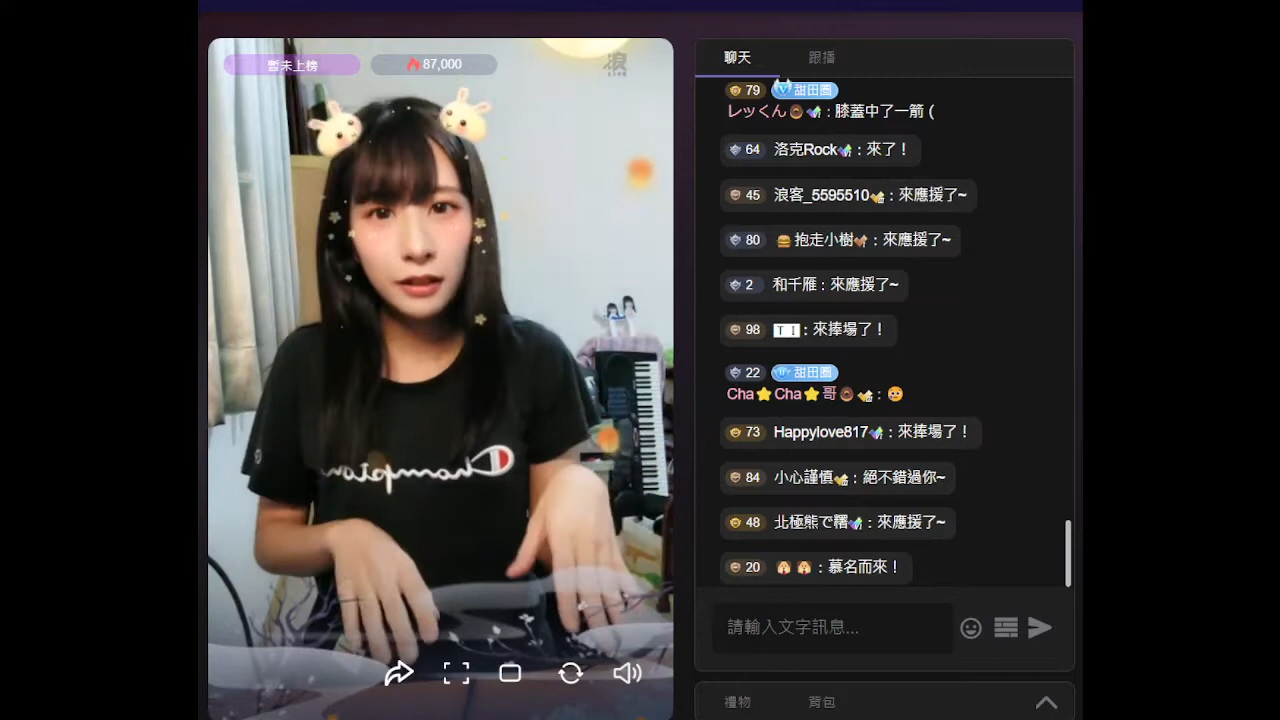 暫未上榜
87,000
浪
LIVE
Champion
聊天
跟播
79 甜田圈
レッくん：膝蓋中了一箭 (
64 洛克Rock：來了！
45 浪客_5595510：來應援了~
80 抱走小樹：來應援了~
2 和千雁：來應援了~
98 T I：來捧場了！
22 甜田圈
Cha Cha 哥：
73 Happylove817：來捧場了！
84 小心謹慎：絕不錯過你~
48 北極熊で糬：來應援了~
20 ：慕名而來！
請輸入文字訊息...
禮物
背包